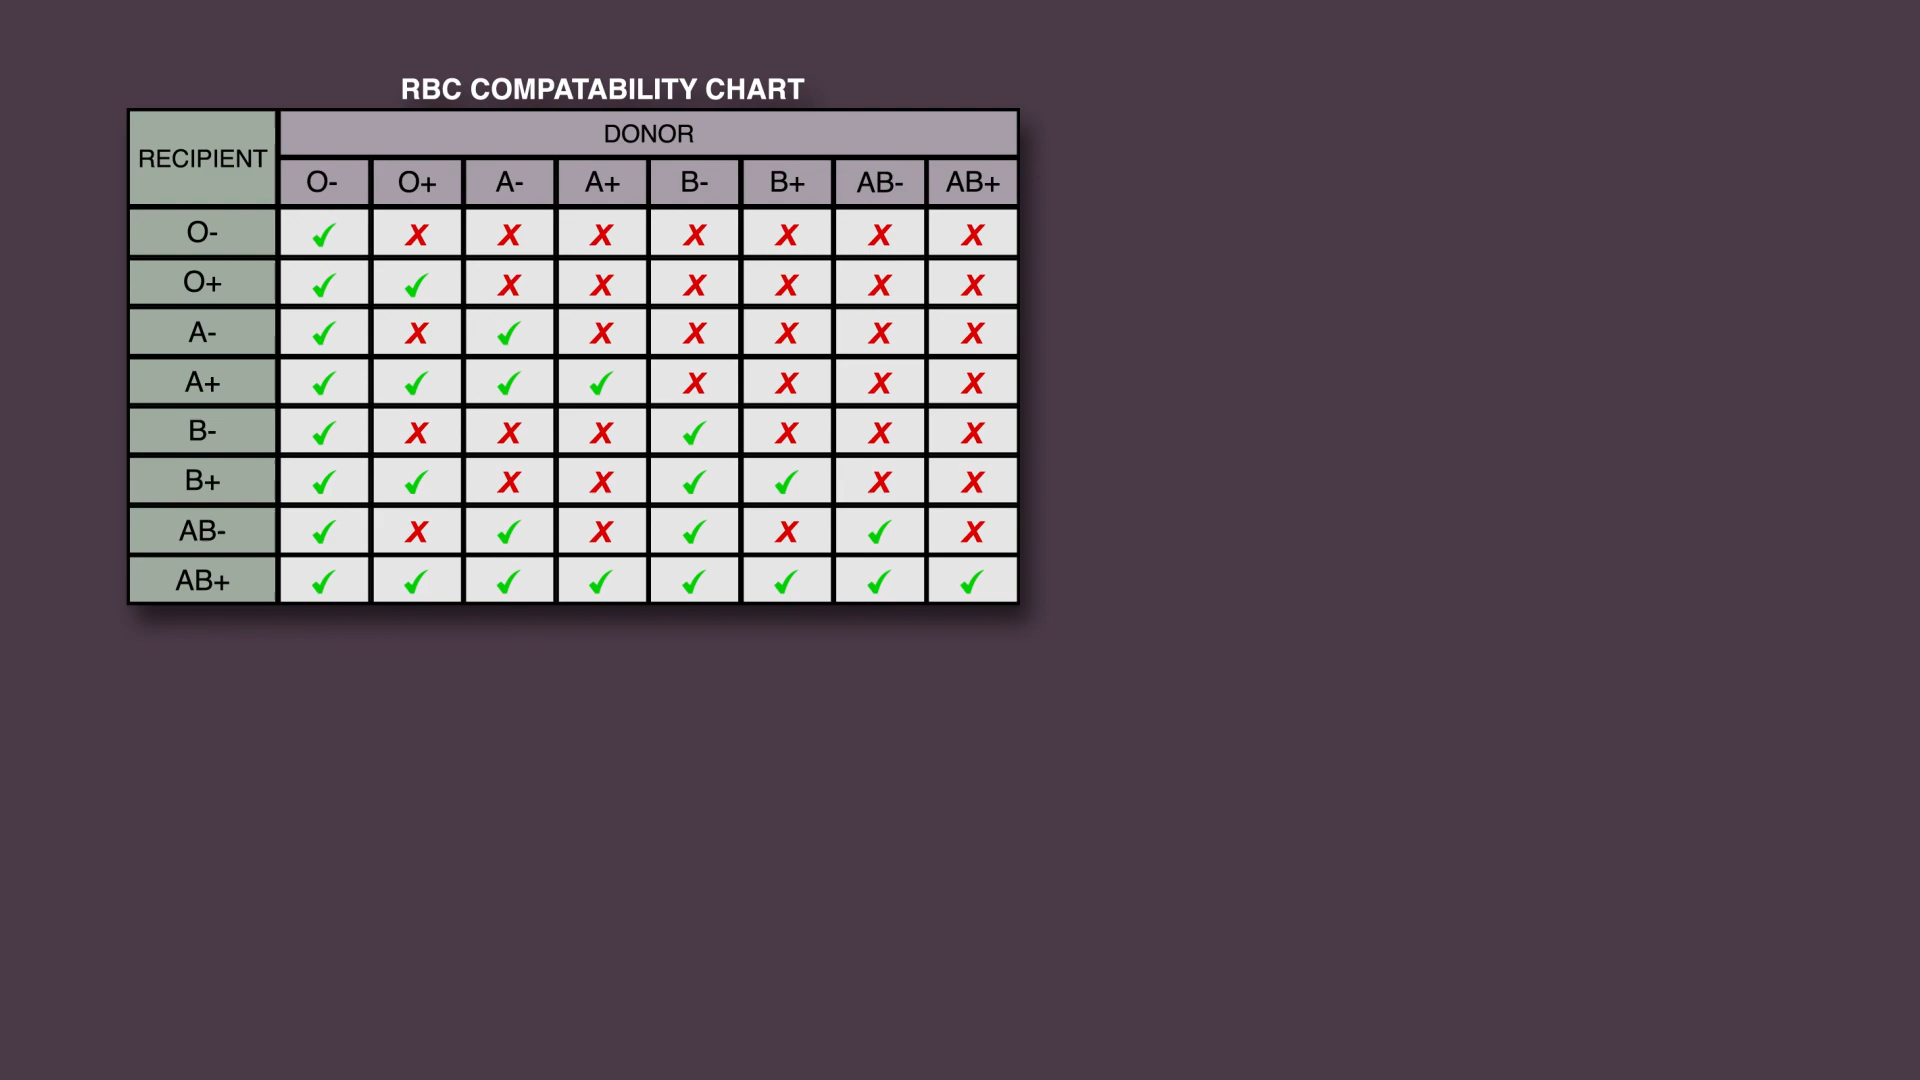 RBC COMPATABILITY CHART
RECIPIENT DONOR
O- O+ A- A+ B- B+ AB- AB+
O- ✓ X X X X X X X
O+ ✓ ✓ X X X X X X
A- ✓ X ✓ X X X X X
A+ ✓ ✓ ✓ ✓ X X X X
B- ✓ X X X ✓ X X X
B+ ✓ ✓ X X ✓ ✓ X X
AB- ✓ X ✓ X ✓ X ✓ X
AB+ ✓ ✓ ✓ ✓ ✓ ✓ ✓ ✓